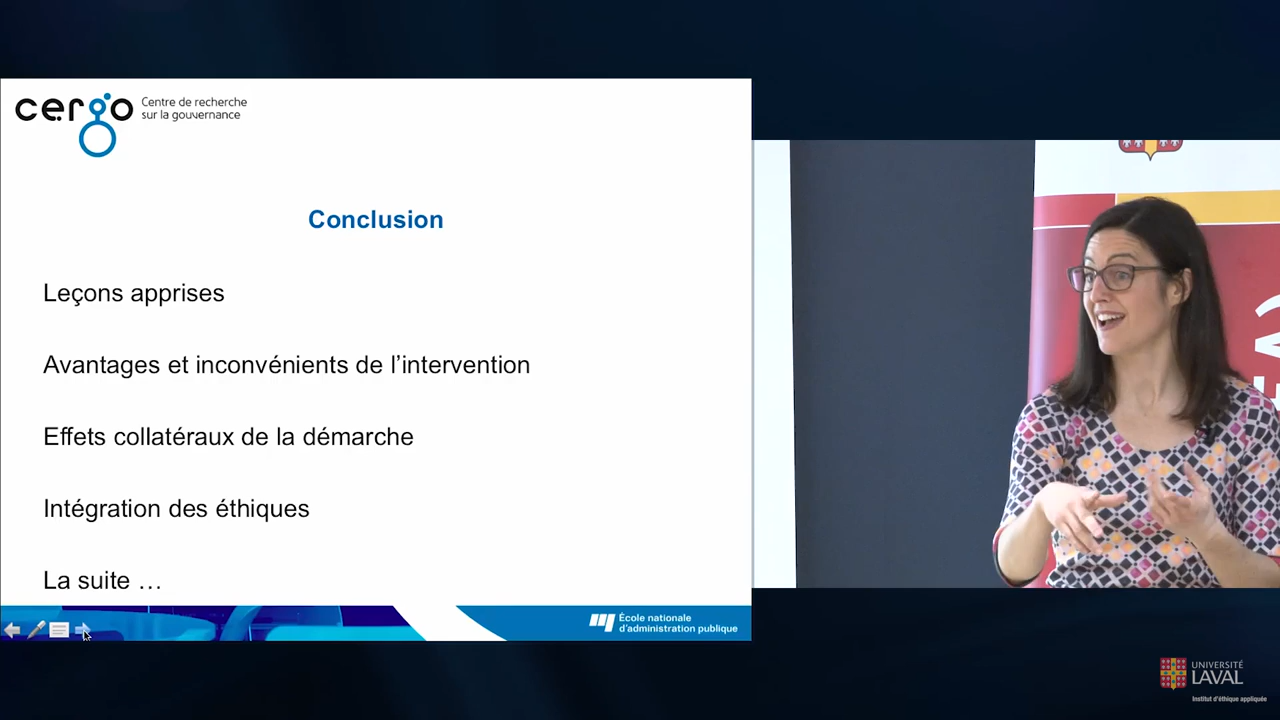 cergo
Centre de recherche
sur la gouvernance
Conclusion
Leçons apprises
Avantages et inconvénients de l’intervention
Effets collatéraux de la démarche
Intégration des éthiques
La suite …
École nationale
d’administration publique
UNIVERSITÉ
LAVAL
Institut d'éthique appliquée